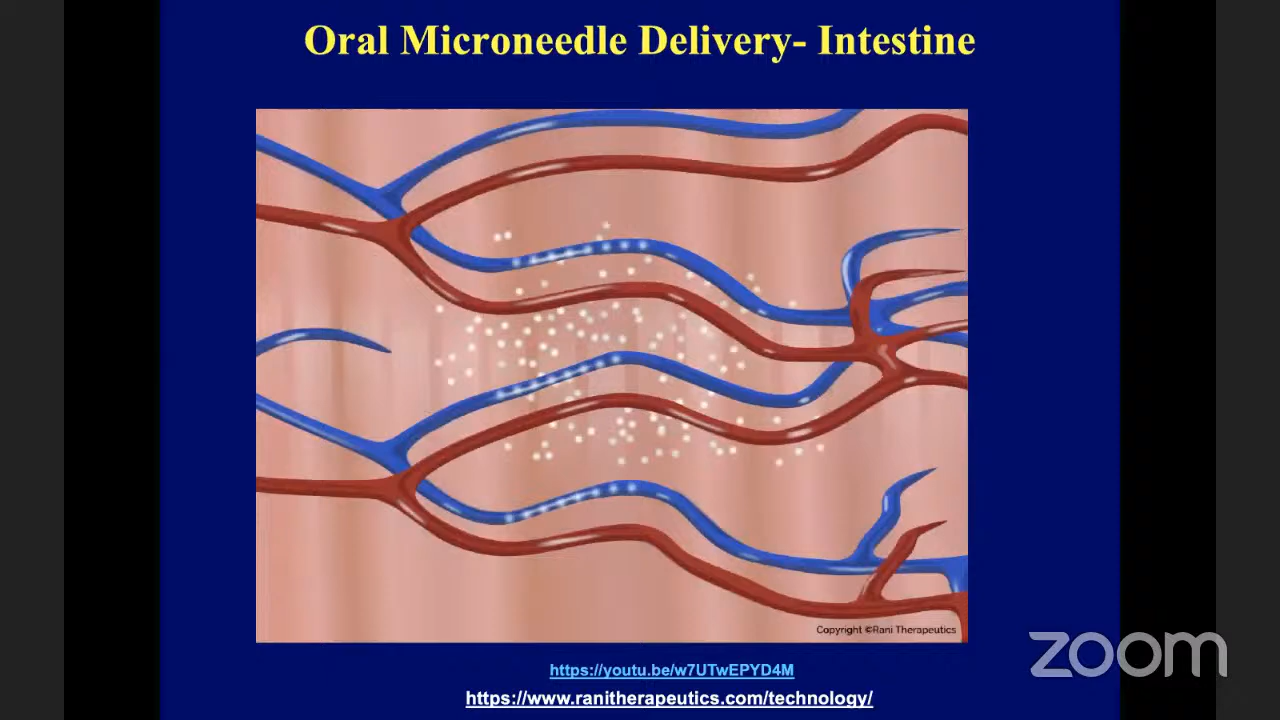 Oral Microneedle Delivery- Intestine
Copyright ©Rani Therapeutics
zoom
https://youtu.be/w7UTwEPYD4M
https://www.ranitherapeutics.com/technology/